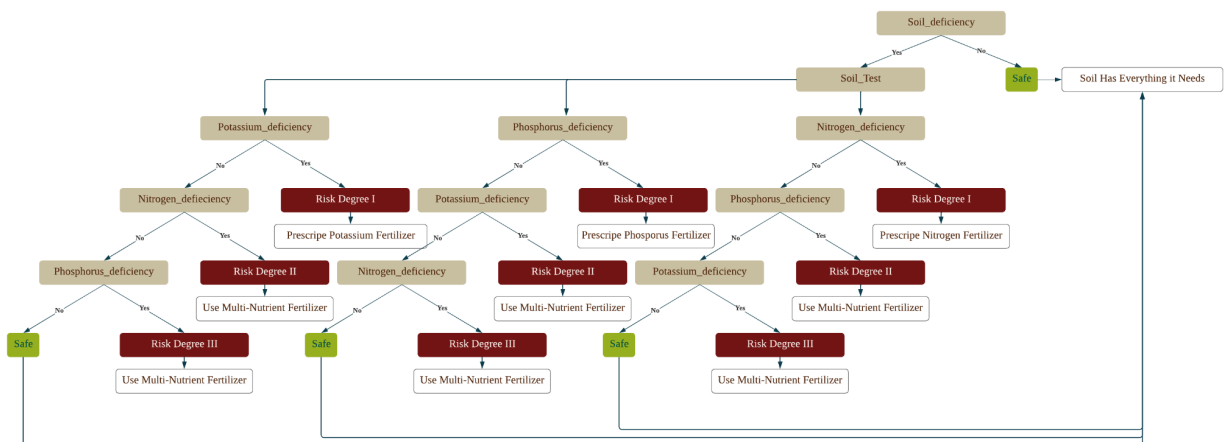 Soil_deficiency
Yes
No
Soil_Test
Safe
Soil Has Everything it Needs
Potassium_deficiency
Phosphorus_deficiency
Nitrogen_deficiency
No
Yes
No
Yes
No
Yes
Nitrogen_defieciency
Risk Degree I
Potassium_deficiency
Risk Degree I
Phosphorus_deficiency
Risk Degree I
Prescripe Potassium Fertilizer
Prescripe Phosporus Fertilizer
Prescripe Nitrogen Fertilizer
No
Yes
No
Yes
No
Yes
Phosphorus_deficiency
Risk Degree II
Nitrogen_deficiency
Risk Degree II
Potassium_deficiency
Risk Degree II
Use Multi-Nutrient Fertilizer
Use Multi-Nutrient Fertilizer
Use Multi-Nutrient Fertilizer
No
Yes
No
Yes
No
Yes
Safe
Risk Degree III
Safe
Risk Degree III
Safe
Risk Degree III
Use Multi-Nutrient Fertilizer
Use Multi-Nutrient Fertilizer
Use Multi-Nutrient Fertilizer